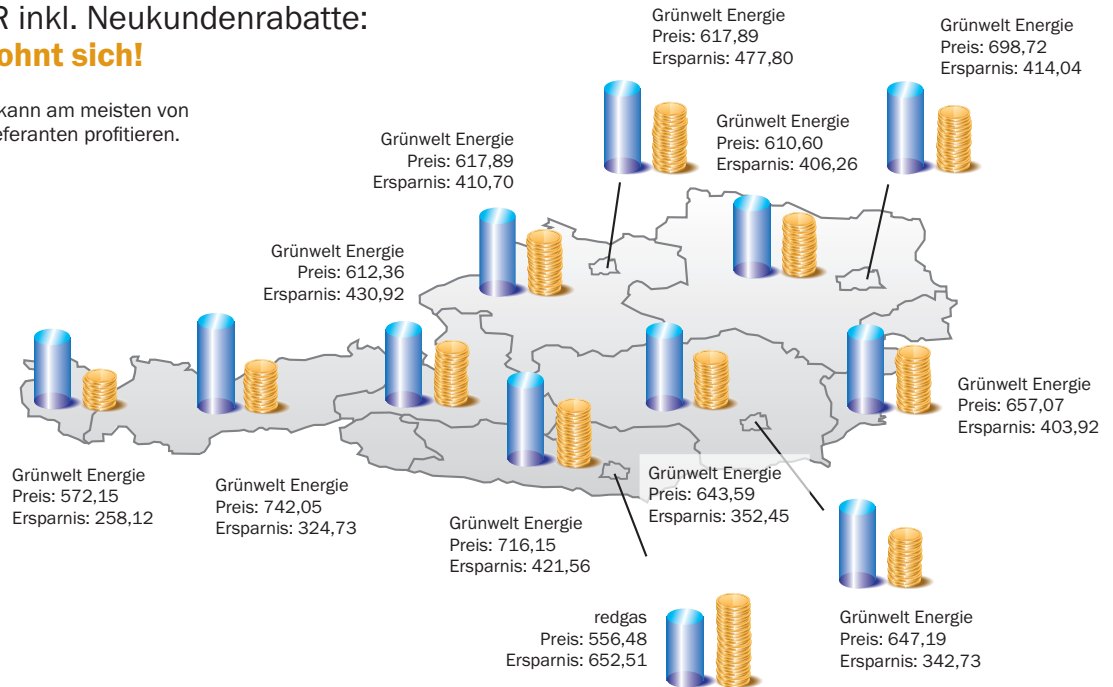 R inkl. Neukundenrabatte:
ohnt sich!
kann am meisten von
eferanten profitieren.
Grünwelt Energie
Preis: 617,89
Ersparnis: 477,80
Grünwelt Energie
Preis: 698,72
Ersparnis: 414,04
Grünwelt Energie
Preis: 617,89
Ersparnis: 410,70
Grünwelt Energie
Preis: 610,60
Ersparnis: 406,26
Grünwelt Energie
Preis: 612,36
Ersparnis: 430,92
Grünwelt Energie
Preis: 657,07
Ersparnis: 403,92
Grünwelt Energie
Preis: 572,15
Ersparnis: 258,12
Grünwelt Energie
Preis: 742,05
Ersparnis: 324,73
Grünwelt Energie
Preis: 716,15
Ersparnis: 421,56
Grünwelt Energie
Preis: 643,59
Ersparnis: 352,45
redgas
Preis: 556,48
Ersparnis: 652,51
Grünwelt Energie
Preis: 647,19
Ersparnis: 342,73